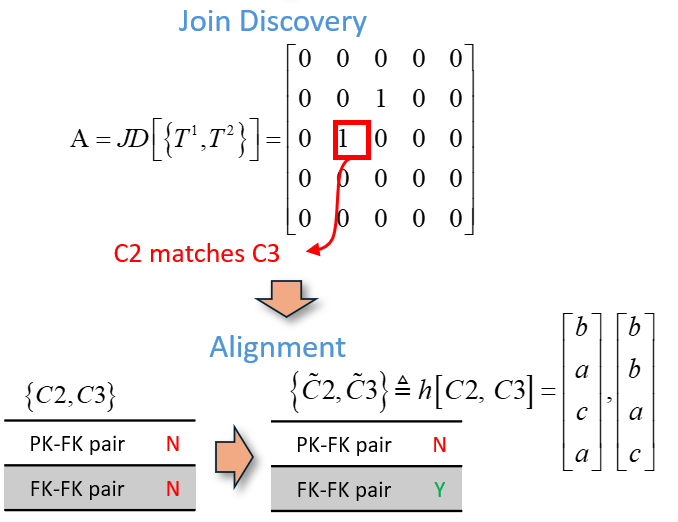 Join Discovery
A = JD[{T¹,T²}] =
0 0 0 0 0
0 0 1 0 0
0 1 0 0 0
0 0 0 0 0
0 0 0 0 0
C2 matches C3
Alignment
{C2,C3}
PK-FK pair N
FK-FK pair N
{C̃2,C̃3} ≜ h[C2, C3] =
b
a
c
a
,
b
b
a
c
PK-FK pair N
FK-FK pair Y